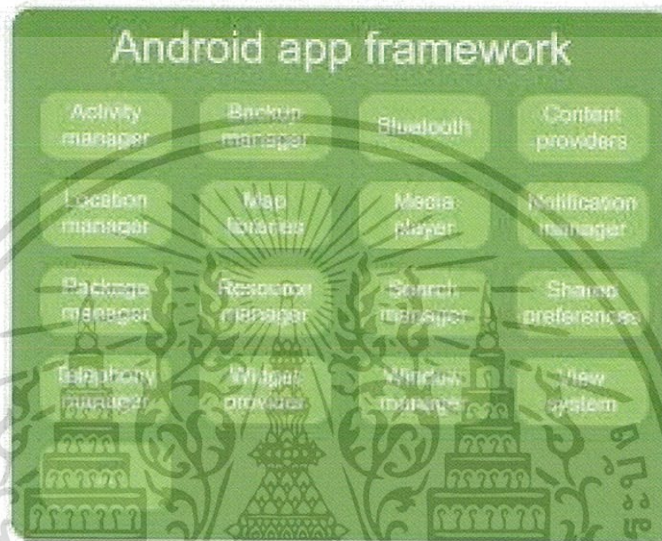 Android app framework
Activity manager
Backup manager
Bluetooth
Content providers
Location manager
Map libraries
Media player
Notification manager
Package manager
Resource manager
Search manager
Shared preferences
Telephony manager
Widget provides
Window manager
View system